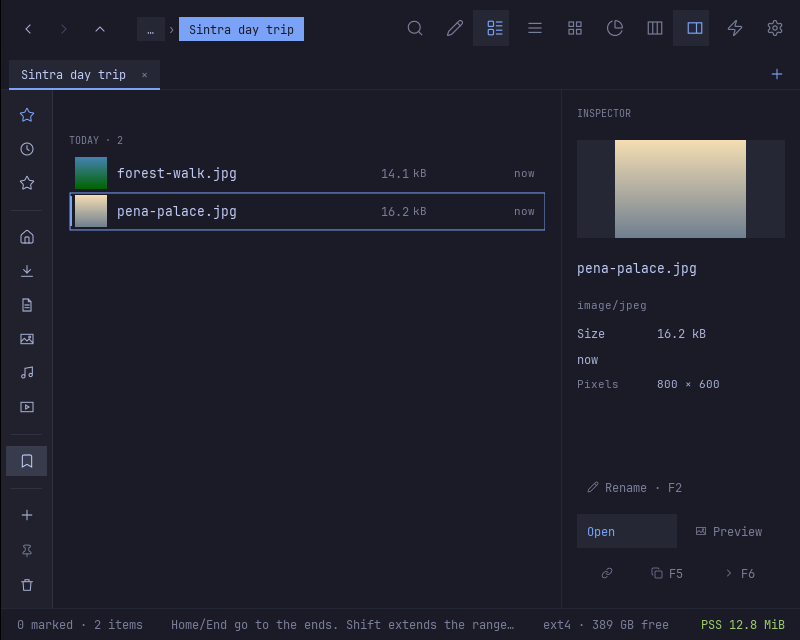 … › Sintra day trip
Sintra day trip ×
INSPECTOR
TODAY · 2
forest-walk.jpg 14.1 kB now
pena-palace.jpg 16.2 kB now
pena-palace.jpg
image/jpeg
Size 16.2 kB
now
Pixels 800 × 600
Rename · F2
Open Preview
F5 F6
0 marked · 2 items Home/End go to the ends. Shift extends the range… ext4 · 389 GB free PSS 12.8 MiB